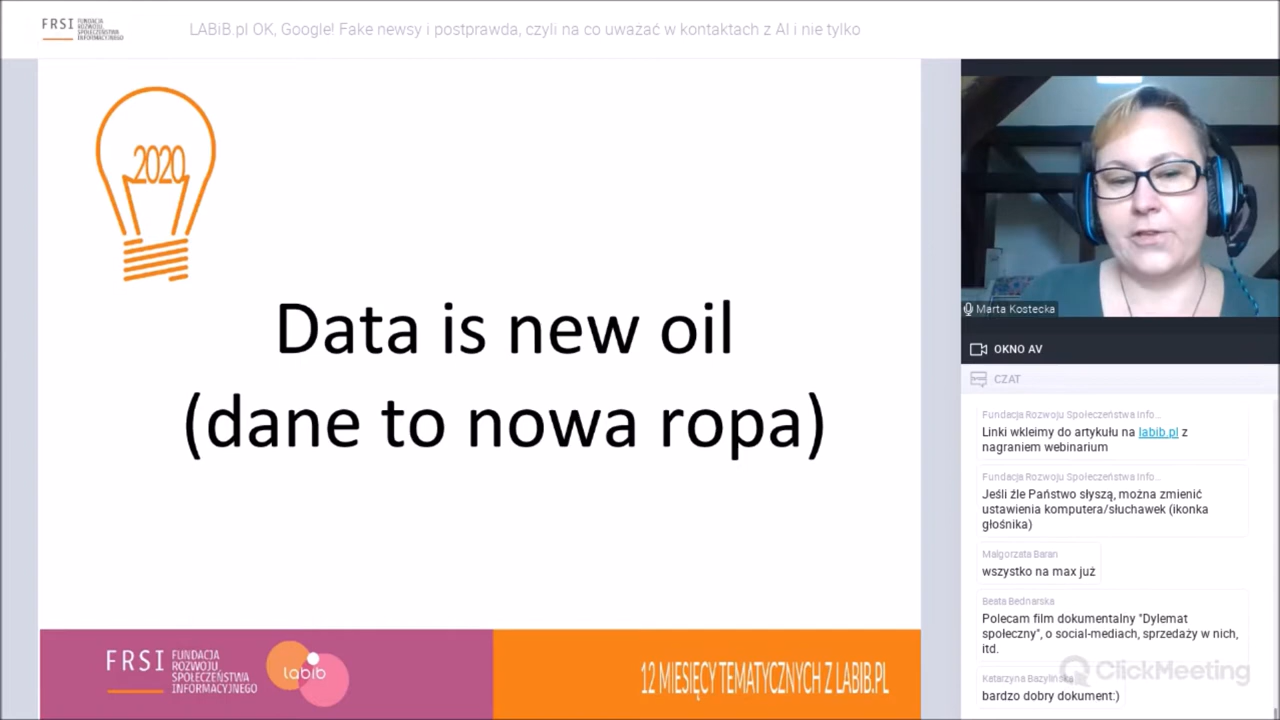 FRSI FUNDACJA ROZWOJU SPOŁECZEŃSTWA INFORMACYJNEGO
LABiB.pl OK, Google! Fake newsy i postprawda, czyli na co uważać w kontaktach z AI i nie tylko
2020
Data is new oil
(dane to nowa ropa)
FRSI FUNDACJA
ROZWOJU
SPOŁECZEŃSTWA
INFORMACYJNEGO
labib
12 MIESIĘCY TEMATYCZNYCH Z LABIB.PL
Marta Kostecka
OKNO AV
CZAT
Fundacja Rozwoju Społeczeństwa Info...
Linki wkleimy do artykułu na labib.pl z
nagraniem webinarium
Fundacja Rozwoju Społeczeństwa Info...
Jeśli źle Państwo słyszą, można zmienić
ustawienia komputera/słuchawek (ikonka
głośnika)
Małgorzata Baran
wszystko na max już
Beata Bednarska
Polecam film dokumentalny "Dylemat
społeczny", o social-mediach, sprzedaży w nich,
itd.
Katarzyna Bazylińska
bardzo dobry dokument:)
ClickMeeting